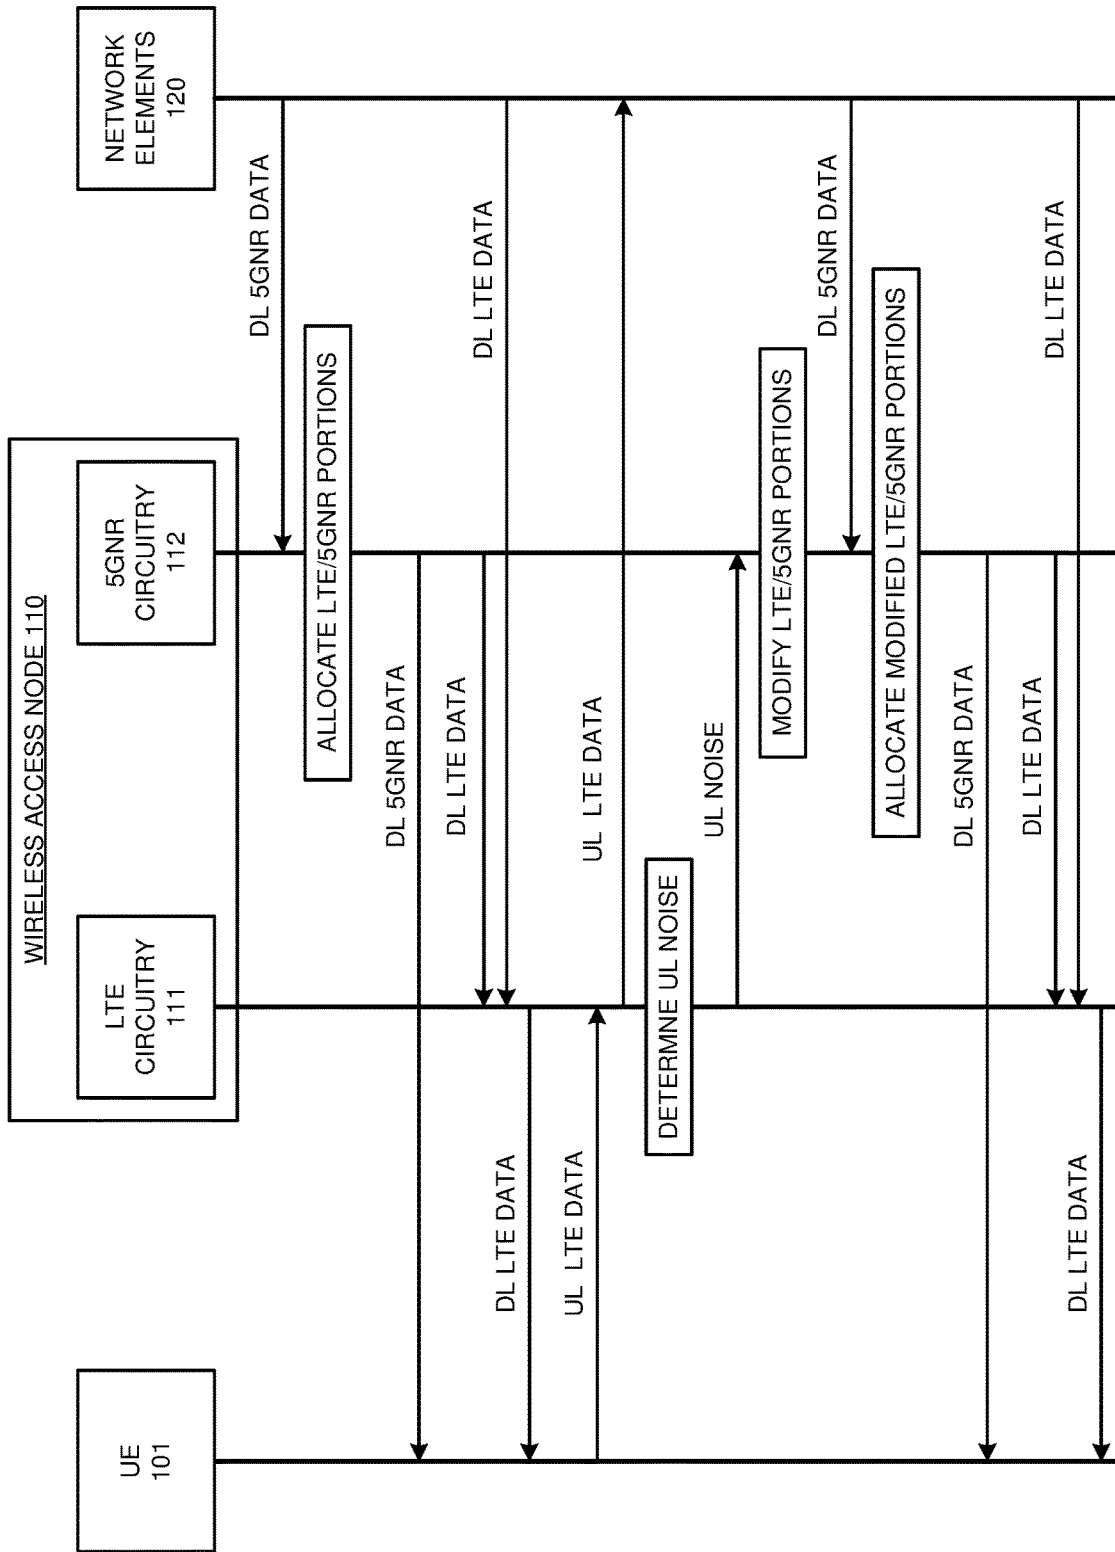 WIRELESS ACCESS NODE 110
UE
101
LTE
CIRCUITRY
111
5GNR
CIRCUITRY
112
NETWORK
ELEMENTS
120
DL 5GNR DATA
ALLOCATE LTE/5GNR PORTIONS
DL 5GNR DATA
DL LTE DATA
DL LTE DATA
DL LTE DATA
UL LTE DATA
UL LTE DATA
DETERMNE UL NOISE
UL NOISE
MODIFY LTE/5GNR PORTIONS
DL 5GNR DATA
ALLOCATE MODIFIED LTE/5GNR PORTIONS
DL 5GNR DATA
DL LTE DATA
DL LTE DATA
DL LTE DATA